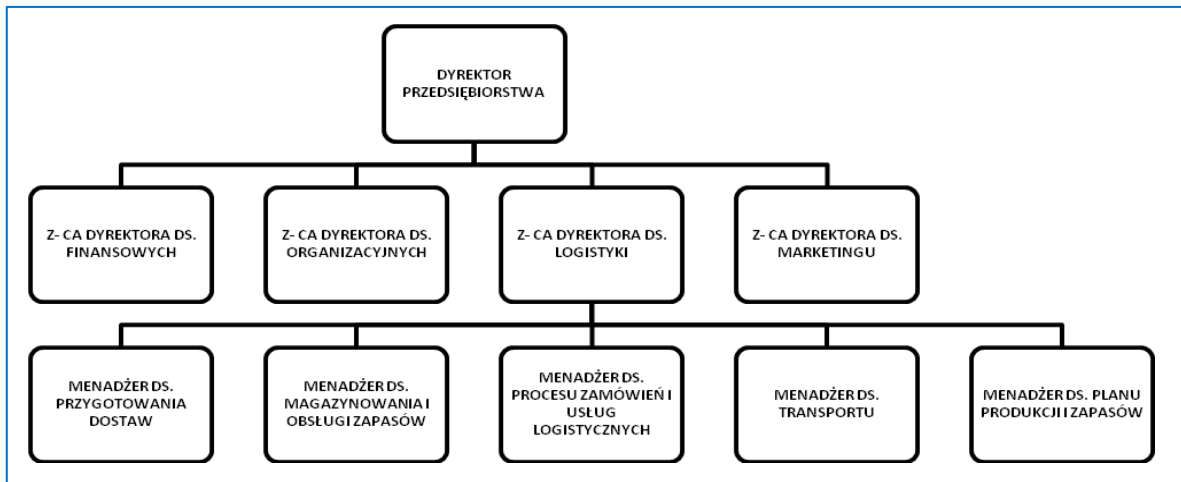 DYREKTOR
PRZEDSIĘBIORSTWA
Z- CA DYREKTORA DS.
FINANSOWYCH
Z- CA DYREKTORA DS.
ORGANIZACYJNYCH
Z- CA DYREKTORA DS.
LOGISTYKI
Z- CA DYREKTORA DS.
MARKETINGU
MENADŻER DS.
PRZYGOTOWANIA
DOSTAW
MENADŻER DS.
MAGAZYNOWANIA I
OBSŁUGI ZAPASÓW
MENADŻER DS.
PROCESU ZAMÓWIEŃ I
USŁUG
LOGISTYCZNYCH
MENADŻER DS.
TRANSPORTU
MENADŻER DS. PLANU
PRODUKCJI I ZAPASÓW